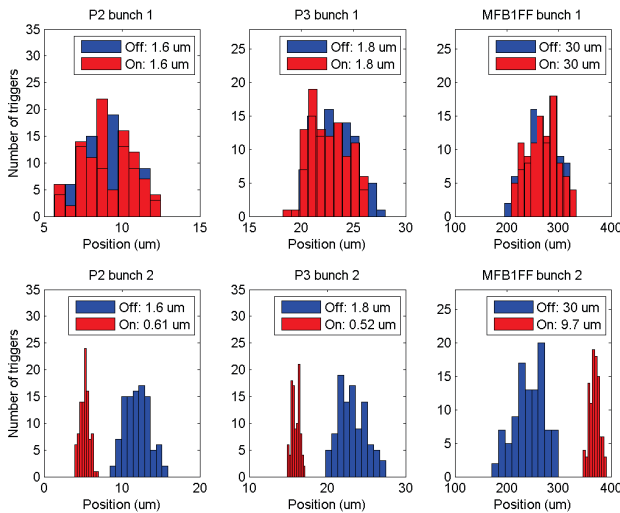 P2 bunch 1
P3 bunch 1
MFB1FF bunch 1
Number of triggers
35
30
25
20
15
10
5
0
Off: 1.6 um
On: 1.6 um
5
10
15
Position (um)
25
20
15
10
5
0
Off: 1.8 um
On: 1.8 um
15
20
25
30
Position (um)
25
20
15
10
5
0
Off: 30 um
On: 30 um
100
200
300
400
Position (um)
P2 bunch 2
P3 bunch 2
MFB1FF bunch 2
Number of triggers
35
30
25
20
15
10
5
0
Off: 1.6 um
On: 0.61 um
0
10
20
Position (um)
35
30
25
20
15
10
5
0
Off: 1.8 um
On: 0.52 um
10
20
30
Position (um)
25
20
15
10
5
0
Off: 30 um
On: 9.7 um
100
200
300
400
Position (um)